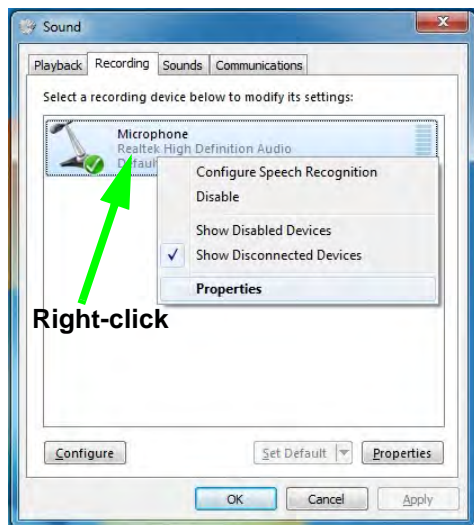 Sound
Playback Recording Sounds Communications
Select a recording device below to modify its settings:
Microphone
Realtek High Definition Audio
Default
Configure Speech Recognition
Disable
Show Disabled Devices
Show Disconnected Devices
Properties
Right-click
Configure Set Default Properties
OK Cancel Apply